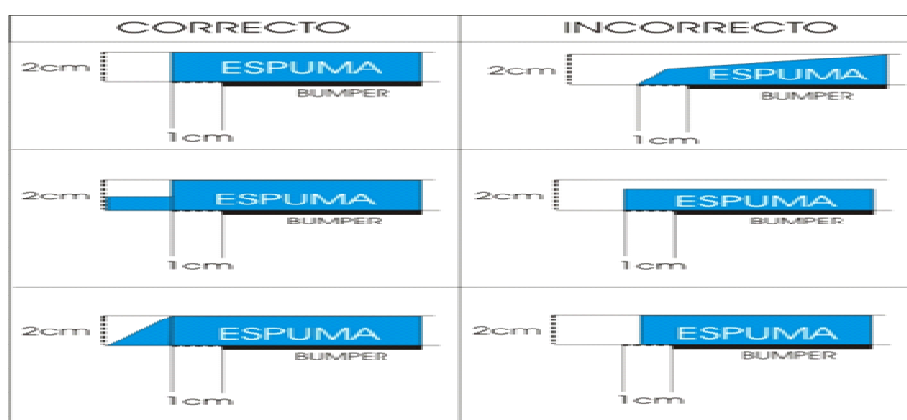 CORRECTO
INCORRECTO
2cm
ESPUMA
BUMPER
1cm
2cm
ESPUMA
BUMPER
1cm
2cm
ESPUMA
BUMPER
1cm
2cm
ESPUMA
BUMPER
1cm
2cm
ESPUMA
BUMPER
1cm
2cm
ESPUMA
BUMPER
1cm